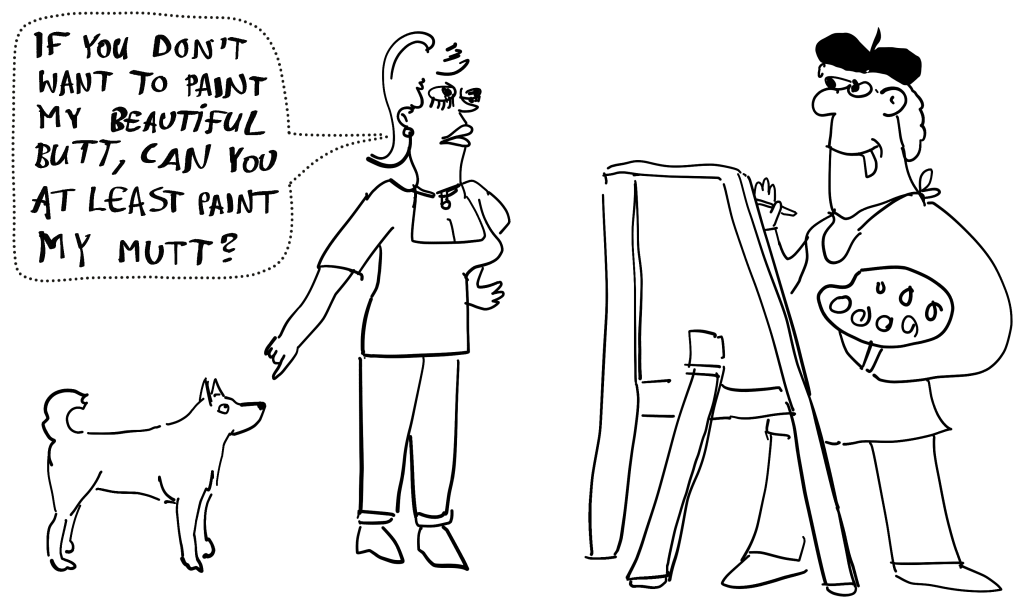 IF YOU DON'T
WANT TO PAINT
MY BEAUTIFUL
BUTT, CAN YOU
AT LEAST PAINT
MY MUTT?